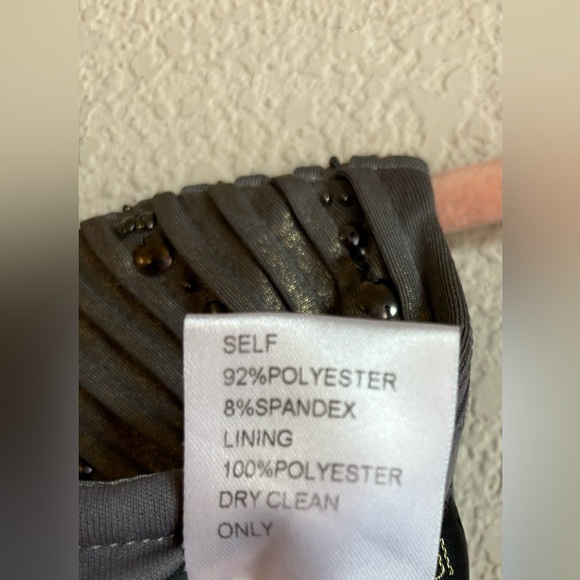 SELF
92%POLYESTER
8%SPANDEX
LINING
100%POLYESTER
DRY CLEAN
ONLY